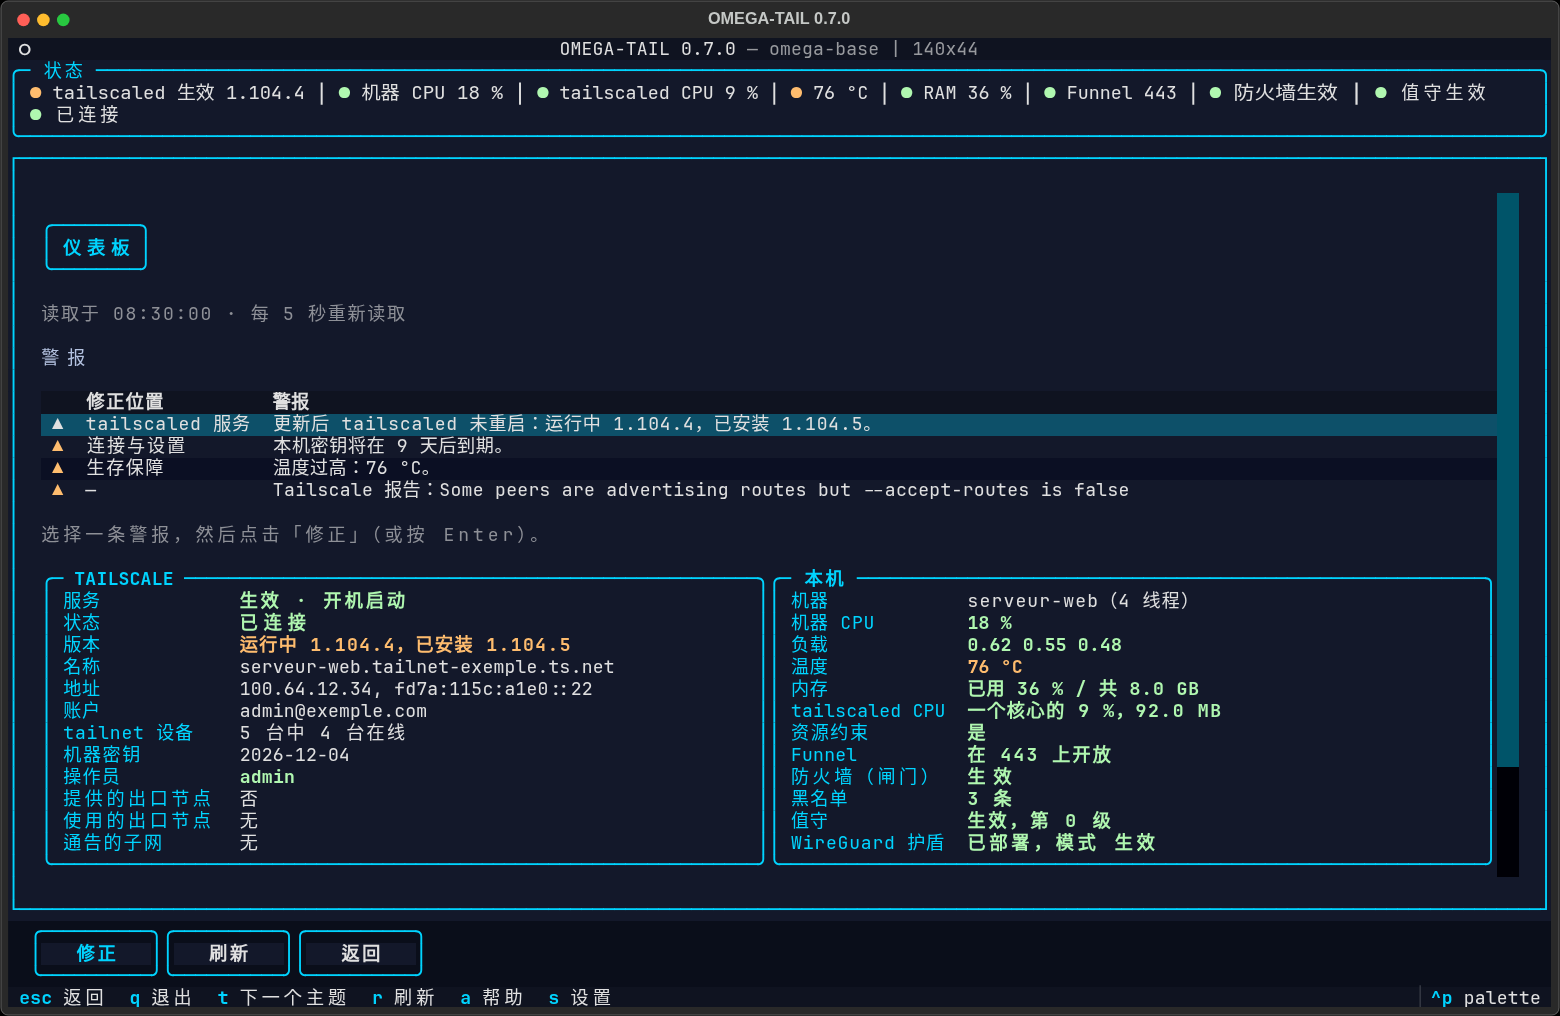 OMEGA-TAIL 0.7.0
OMEGA-TAIL 0.7.0 — omega-base | 140x44
状态
● tailscaled 生效 1.104.4 | ● 机器 CPU 18 % | ● tailscaled CPU 9 % | ● 76 °C | ● RAM 36 % | ● Funnel 443 | ● 防火墙生效 | ● 值守生效
● 已连接
仪表板
读取于 08:30:00 · 每 5 秒重新读取
警报
修正位置 警报
▲ tailscaled 服务 更新后 tailscaled 未重启：运行中 1.104.4，已安装 1.104.5。
▲ 连接与设置 本机密钥将在 9 天后到期。
▲ 生存保障 温度过高：76 °C。
▲ — Tailscale 报告：Some peers are advertising routes but --accept-routes is false
选择一条警报，然后点击「修正」（或按 Enter）。
TAILSCALE
服务 生效 · 开机启动
状态 已连接
版本 运行中 1.104.4，已安装 1.104.5
名称 serveur-web.tailnet-exemple.ts.net
地址 100.64.12.34, fd7a:115c:a1e0::22
账户 admin@exemple.com
tailnet 设备 5 台中 4 台在线
机器密钥 2026-12-04
操作员 admin
提供的出口节点 否
使用的出口节点 无
通告的子网 无
本机
机器 serveur-web（4 线程）
机器 CPU 18 %
负载 0.62 0.55 0.48
温度 76 °C
内存 已用 36 % / 共 8.0 GB
tailscaled CPU 一个核心的 9 %，92.0 MB
资源约束 是
Funnel 在 443 上开放
防火墙（闸门） 生效
黑名单 3 条
值守 生效，第 0 级
WireGuard 护盾 已部署，模式 生效
修正 刷新 返回
esc 返回 q 退出 t 下一个主题 r 刷新 a 帮助 s 设置 ^p palette